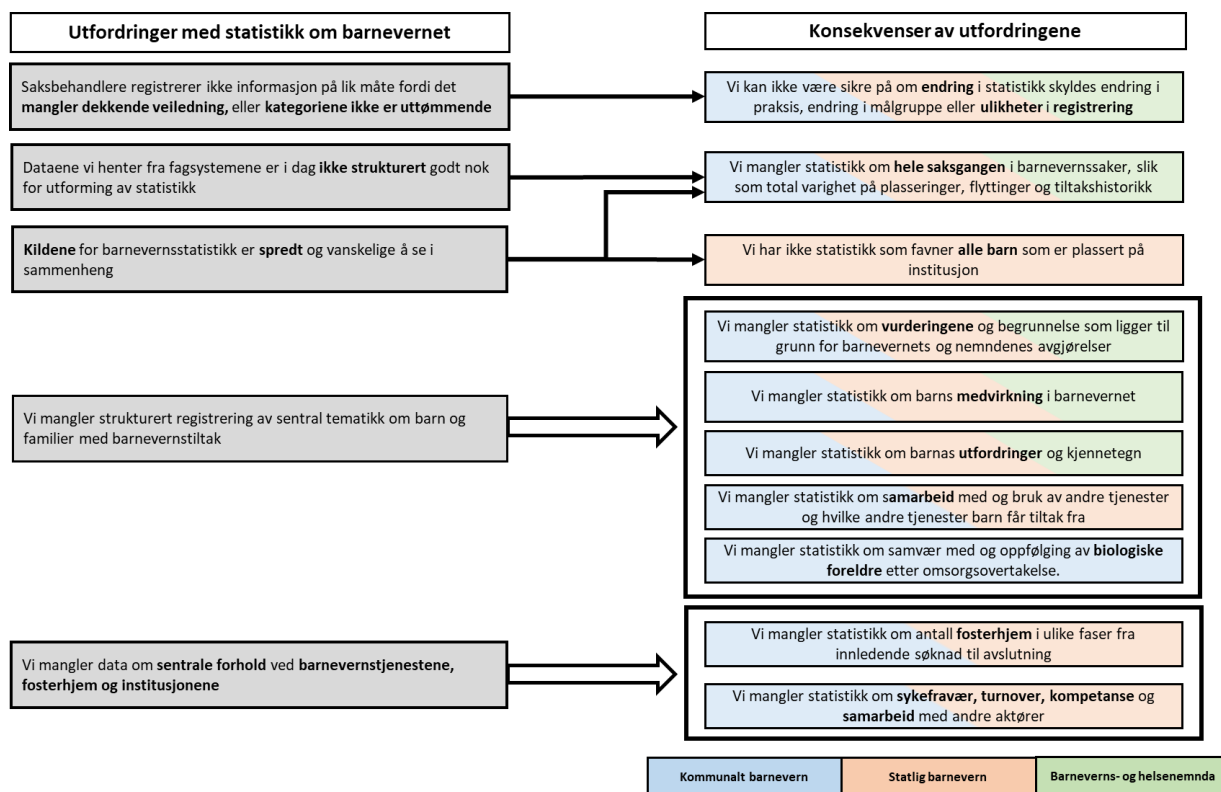 Utfordringer med statistikk om barnevernet
Konsekvenser av utfordringene
Saksbehandlere registrerer ikke informasjon på lik måte fordi det
mangler dekkende veiledning, eller kategoriene ikke er uttømmende
Vi kan ikke være sikre på om endring i statistikk skyldes endring i
praksis, endring i målgruppe eller ulikheter i registrering
Dataene vi henter fra fagsystemene er i dag ikke strukturert godt nok
for utforming av statistikk
Vi mangler statistikk om hele saksgangen i barnevernssaker, slik
som total varighet på plasseringer, flyttinger og tiltakshistorikk
Kildene for barnevernsstatistikk er spredt og vanskelige å se i
sammenheng
Vi har ikke statistikk som favner alle barn som er plassert på
institusjon
Vi mangler strukturert registrering av sentral tematikk om barn og
familier med barnevernstiltak
Vi mangler statistikk om vurderingene og begrunnelse som ligger til
grunn for barnevernets og nemndenes avgjørelser
Vi mangler statistikk om barns medvirkning i barnevernet
Vi mangler statistikk om barnas utfordringer og kjennetegn
Vi mangler statistikk om samarbeid med og bruk av andre tjenester
og hvilke andre tjenester barn får tiltak fra
Vi mangler statistikk om samvær med og oppfølging av biologiske
foreldre etter omsorgsovertakelse.
Vi mangler data om sentrale forhold ved barnevernstjenestene,
fosterhjem og institusjonene
Vi mangler statistikk om antall fosterhjem i ulike faser fra
innledende søknad til avslutning
Vi mangler statistikk om sykefravær, turnover, kompetanse og
samarbeid med andre aktører
Kommunalt barnevern
Statlig barnevern
Barneverns- og helsenemnda